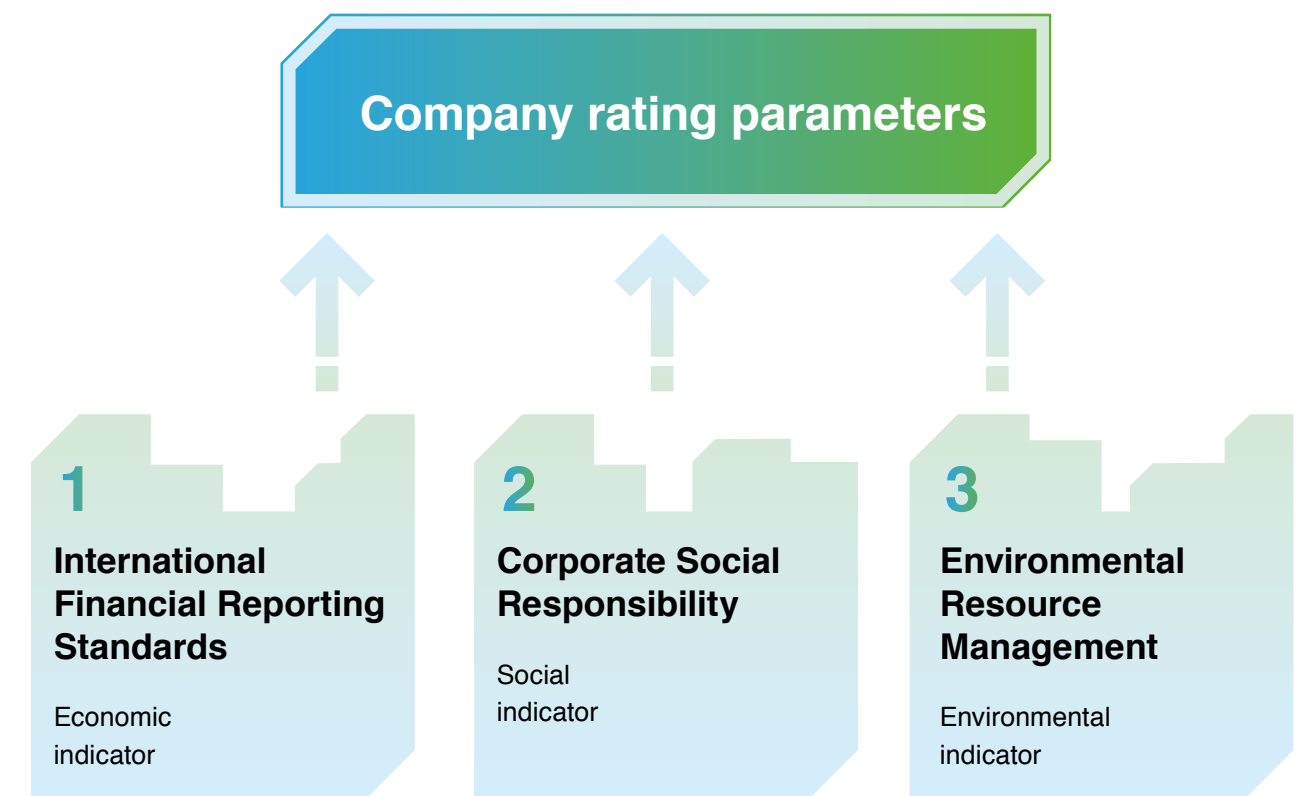 Company rating parameters
1
International
Financial Reporting
Standards
Economic
indicator
2
Corporate Social
Responsibility
Social
indicator
3
Environmental
Resource
Management
Environmental
indicator